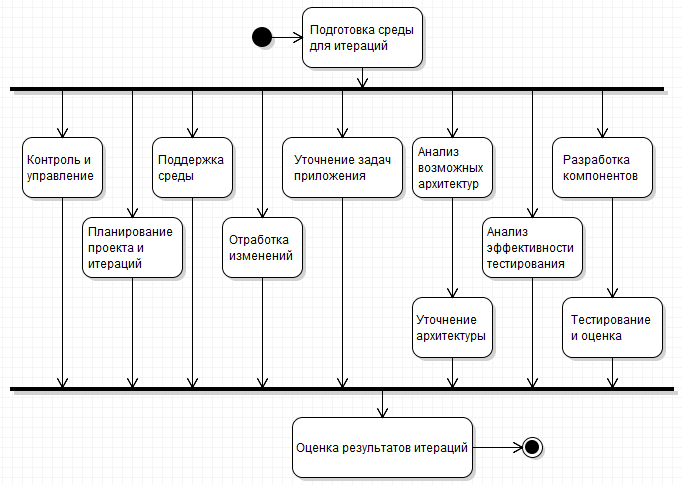 Подготовка среды
для итераций
Контроль и
управление
Поддержка
среды
Уточнение задач
приложения
Анализ
возможных
архитектур
Разработка
компонентов
Планирование
проекта и
итераций
Отработка
изменений
Анализ
эффективности
тестирования
Уточнение
архитектуры
Тестирование
и оценка
Оценка результатов итераций